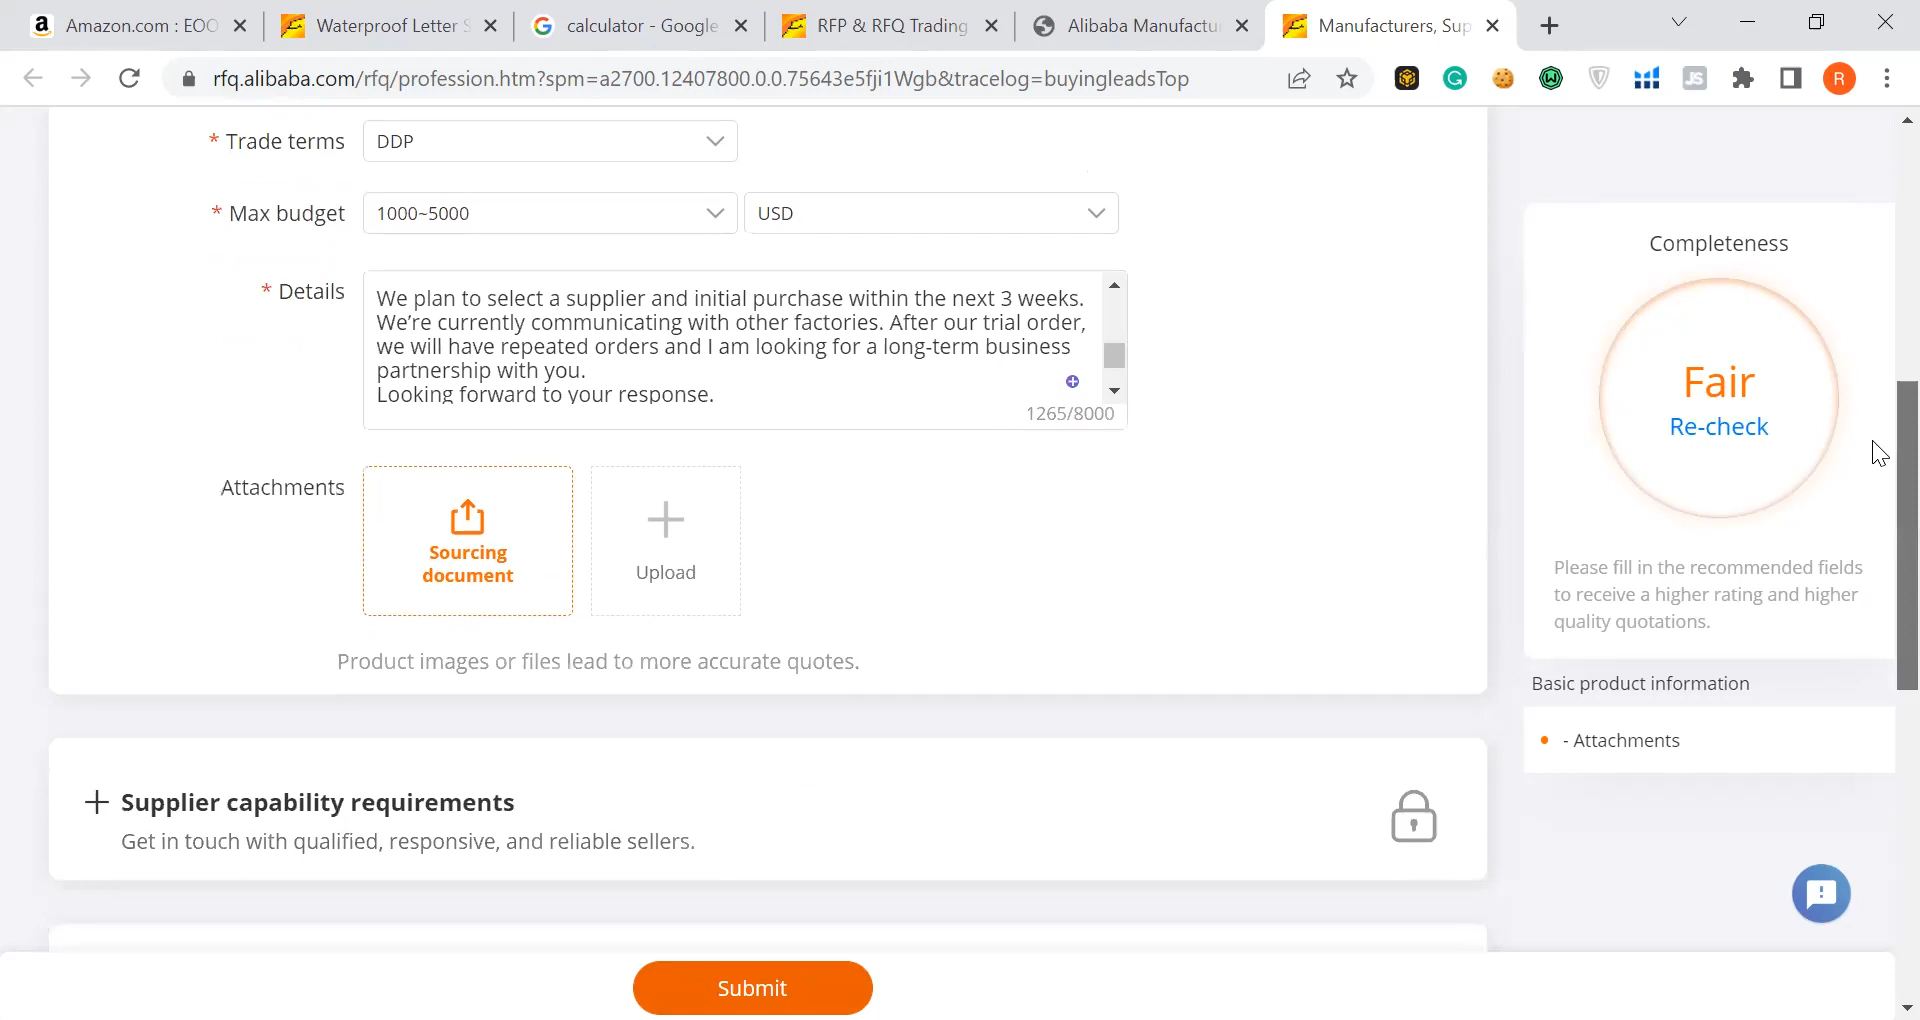 Amazon.com : EOO
Waterproof Letter S
calculator - Google
RFP & RFQ Trading
Alibaba Manufactu
Manufacturers, Sup
rfq.alibaba.com/rfq/profession.htm?spm=a2700.12407800.0.0.75643e5fji1Wgb&tracelog=buyingleadsTop
JS
R
* Trade terms
DDP
* Max budget
1000~5000
USD
* Details
We plan to select a supplier and initial purchase within the next 3 weeks.
We’re currently communicating with other factories. After our trial order,
we will have repeated orders and I am looking for a long-term business
partnership with you.
Looking forward to your response.
1265/8000
Attachments
Sourcing
document
Upload
Product images or files lead to more accurate quotes.
Supplier capability requirements
Get in touch with qualified, responsive, and reliable sellers.
Submit
Completeness
Fair
Re-check
Please fill in the recommended fields
to receive a higher rating and higher
quality quotations.
Basic product information
- Attachments